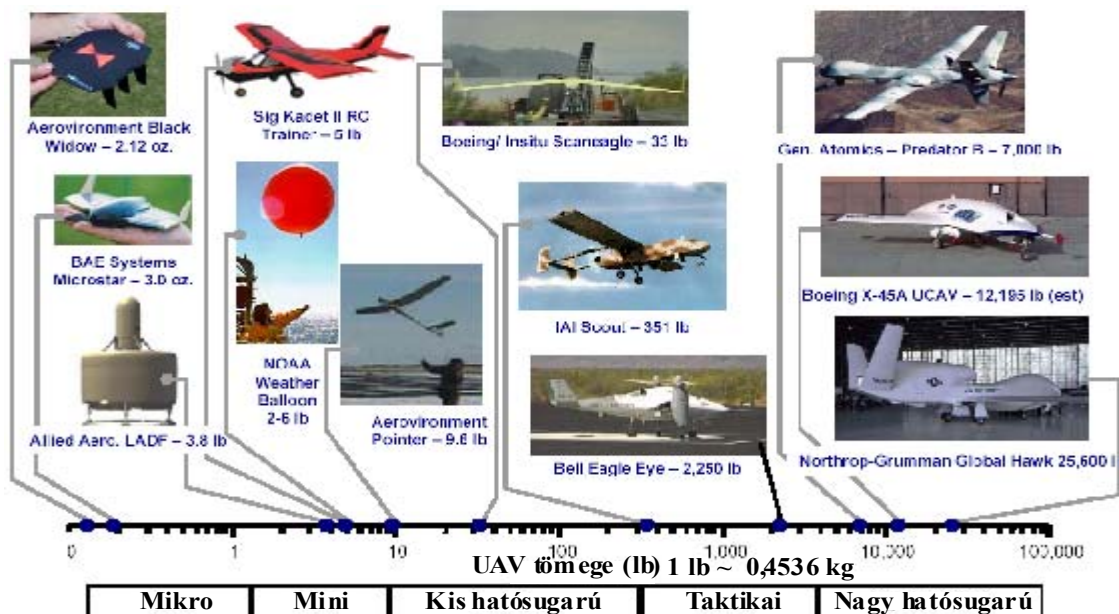 Aerovironment Black
Widow – 2.12 oz.
Sig Kacet II RC
Trainer – 5 lb
Boeing/ Insitu Scaneagle – 33 lb
Gen. Atomics – Predator B – 7,000 lb
BAE Systems
Microstar – 3.0 oz.
NOAA
Weather
Balloon
2-6 lb
Aerovironment
Pointer – 9.6 lb
IAI Scout – 351 lb
Boeing X-45A UCAV – 12,195 lb (est)
Allied Aero. LADF – 3.8 lb
Bell Eagle Eye – 2,250 lb
Northrop-Grumman Global Hawk 25,600 l
0 1 10 100 1,000 10,000 100,000
UAV tömege (lb) 1 lb ~ 0,4536 kg
Mikro Mini Kis hatósugarú Taktikai Nagy hatósugarú